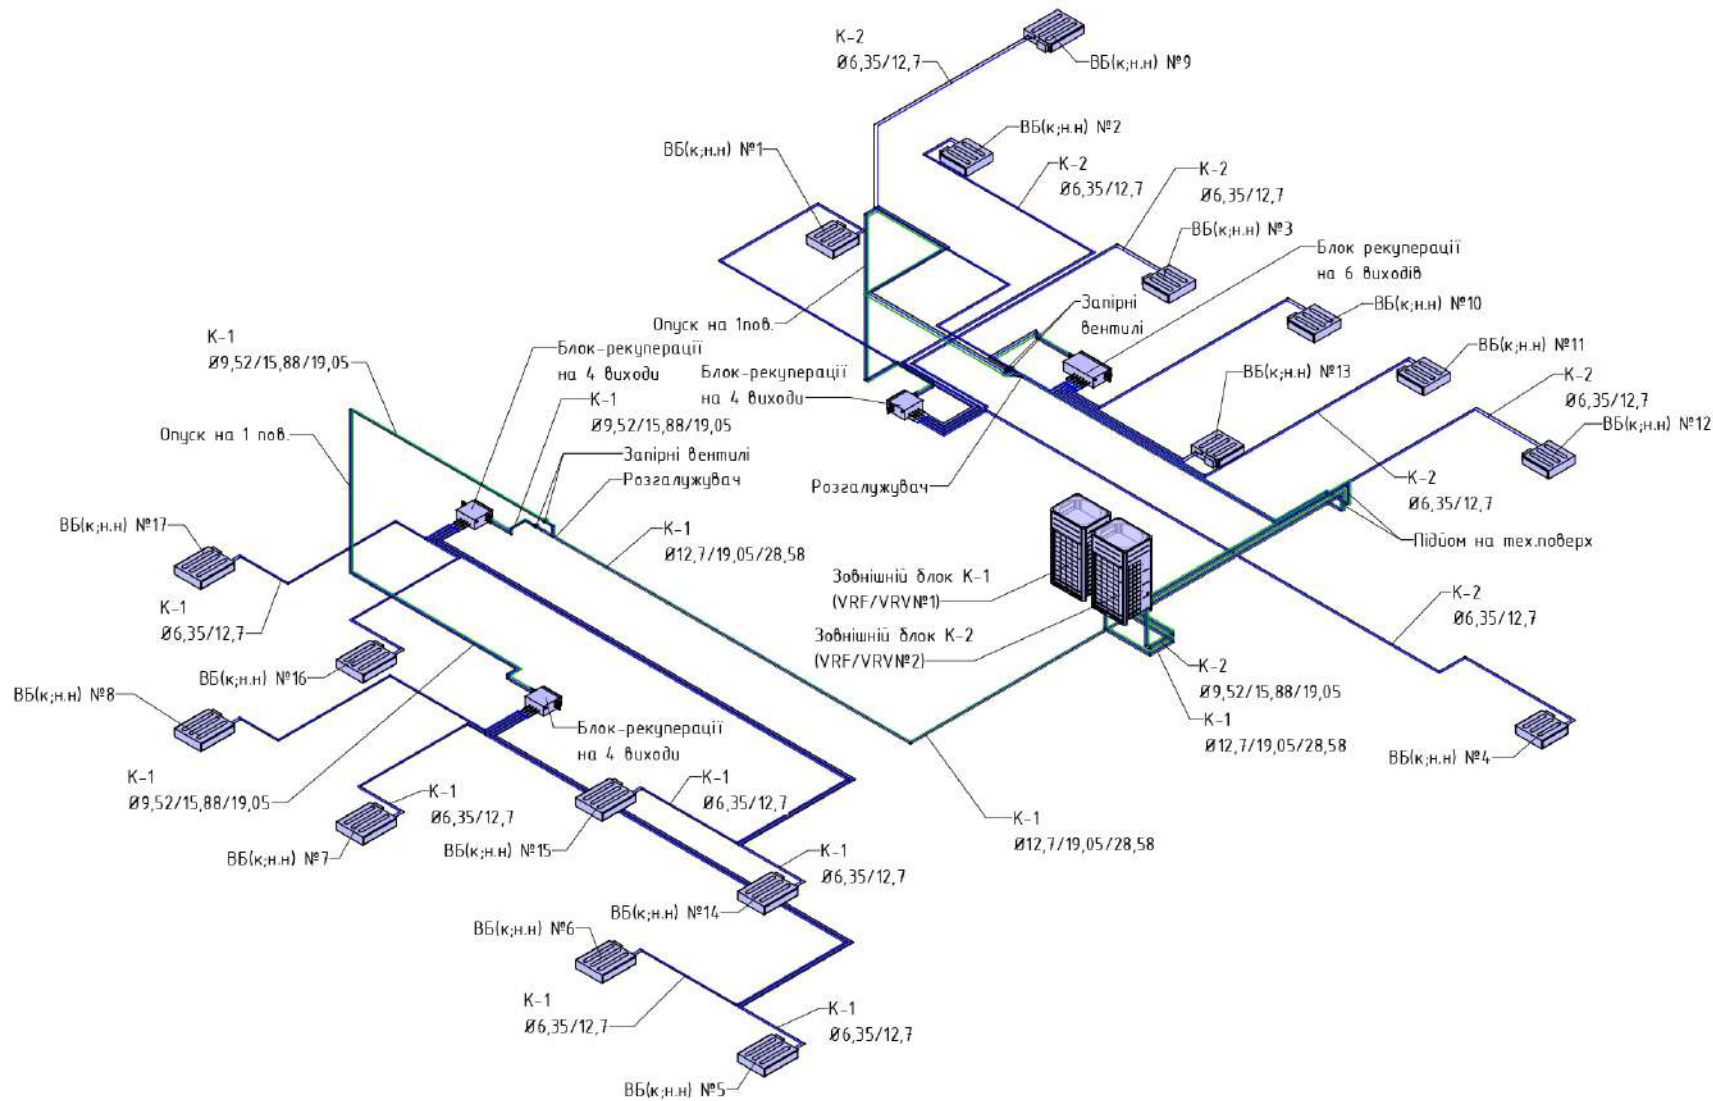 К-2
Ø6,35/12,7
ВБ(к;н.н) №9
ВБ(к;н.н) №2
ВБ(к;н.н) №1
К-2
Ø6,35/12,7
К-2
Ø6,35/12,7
ВБ(к;н.н) №3
Блок рекуперації
на 6 виходів
Запірні
вентилі
ВБ(к;н.н) №10
Опуск на 1пов.
К-1
Ø9,52/15,88/19,05
Блок-рекуперації
на 4 виходи
Блок-рекуперації
на 4 виходи
ВБ(к;н.н) №11
ВБ(к;н.н) №13
К-2
Ø6,35/12,7
ВБ(к;н.н) №12
К-1
Ø9,52/15,88/19,05
Опуск на 1 пов.
Запірні вентилі
Розгалужувач
Розгалужувач
К-2
Ø6,35/12,7
ВБ(к;н.н) №17
К-1
Ø12,7/19,05/28,58
Підйом на тех.поверх
Зовнішній блок К-1
(VRF/VRV№1)
К-1
Ø6,35/12,7
К-2
Ø6,35/12,7
Зовнішній блок К-2
(VRF/VRV№2)
ВБ(к;н.н) №16
ВБ(к;н.н) №8
К-2
Ø9,52/15,88/19,05
К-1
Ø12,7/19,05/28,58
Блок-рекуперації
на 4 виходи
ВБ(к;н.н) №4
К-1
Ø9,52/15,88/19,05
К-1
Ø6,35/12,7
К-1
Ø6,35/12,7
К-1
Ø12,7/19,05/28,58
ВБ(к;н.н) №7
ВБ(к;н.н) №15
К-1
Ø6,35/12,7
ВБ(к;н.н) №14
ВБ(к;н.н) №6
К-1
Ø6,35/12,7
К-1
Ø6,35/12,7
ВБ(к;н.н) №5